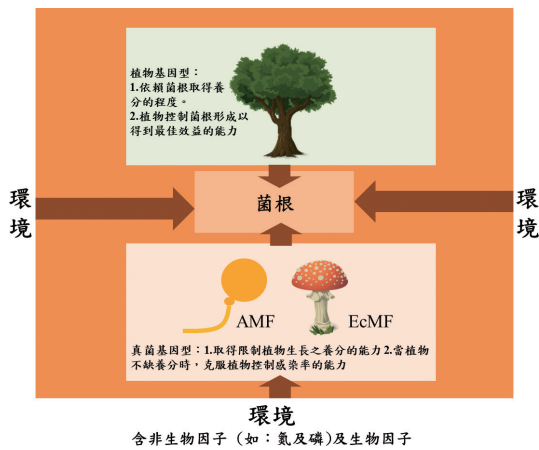 植物基因型：
1.依賴菌根取得養
分的程度。
2.植物控制菌根形成以
得到最佳效益的能力
環境
菌根
環境
AMF
EcMF
真菌基因型：1.取得限制植物生長之養分的能力 2.當植物
不缺養分時，克服植物控制感染率的能力
環境
含非生物因子 (如：氮及磷)及生物因子